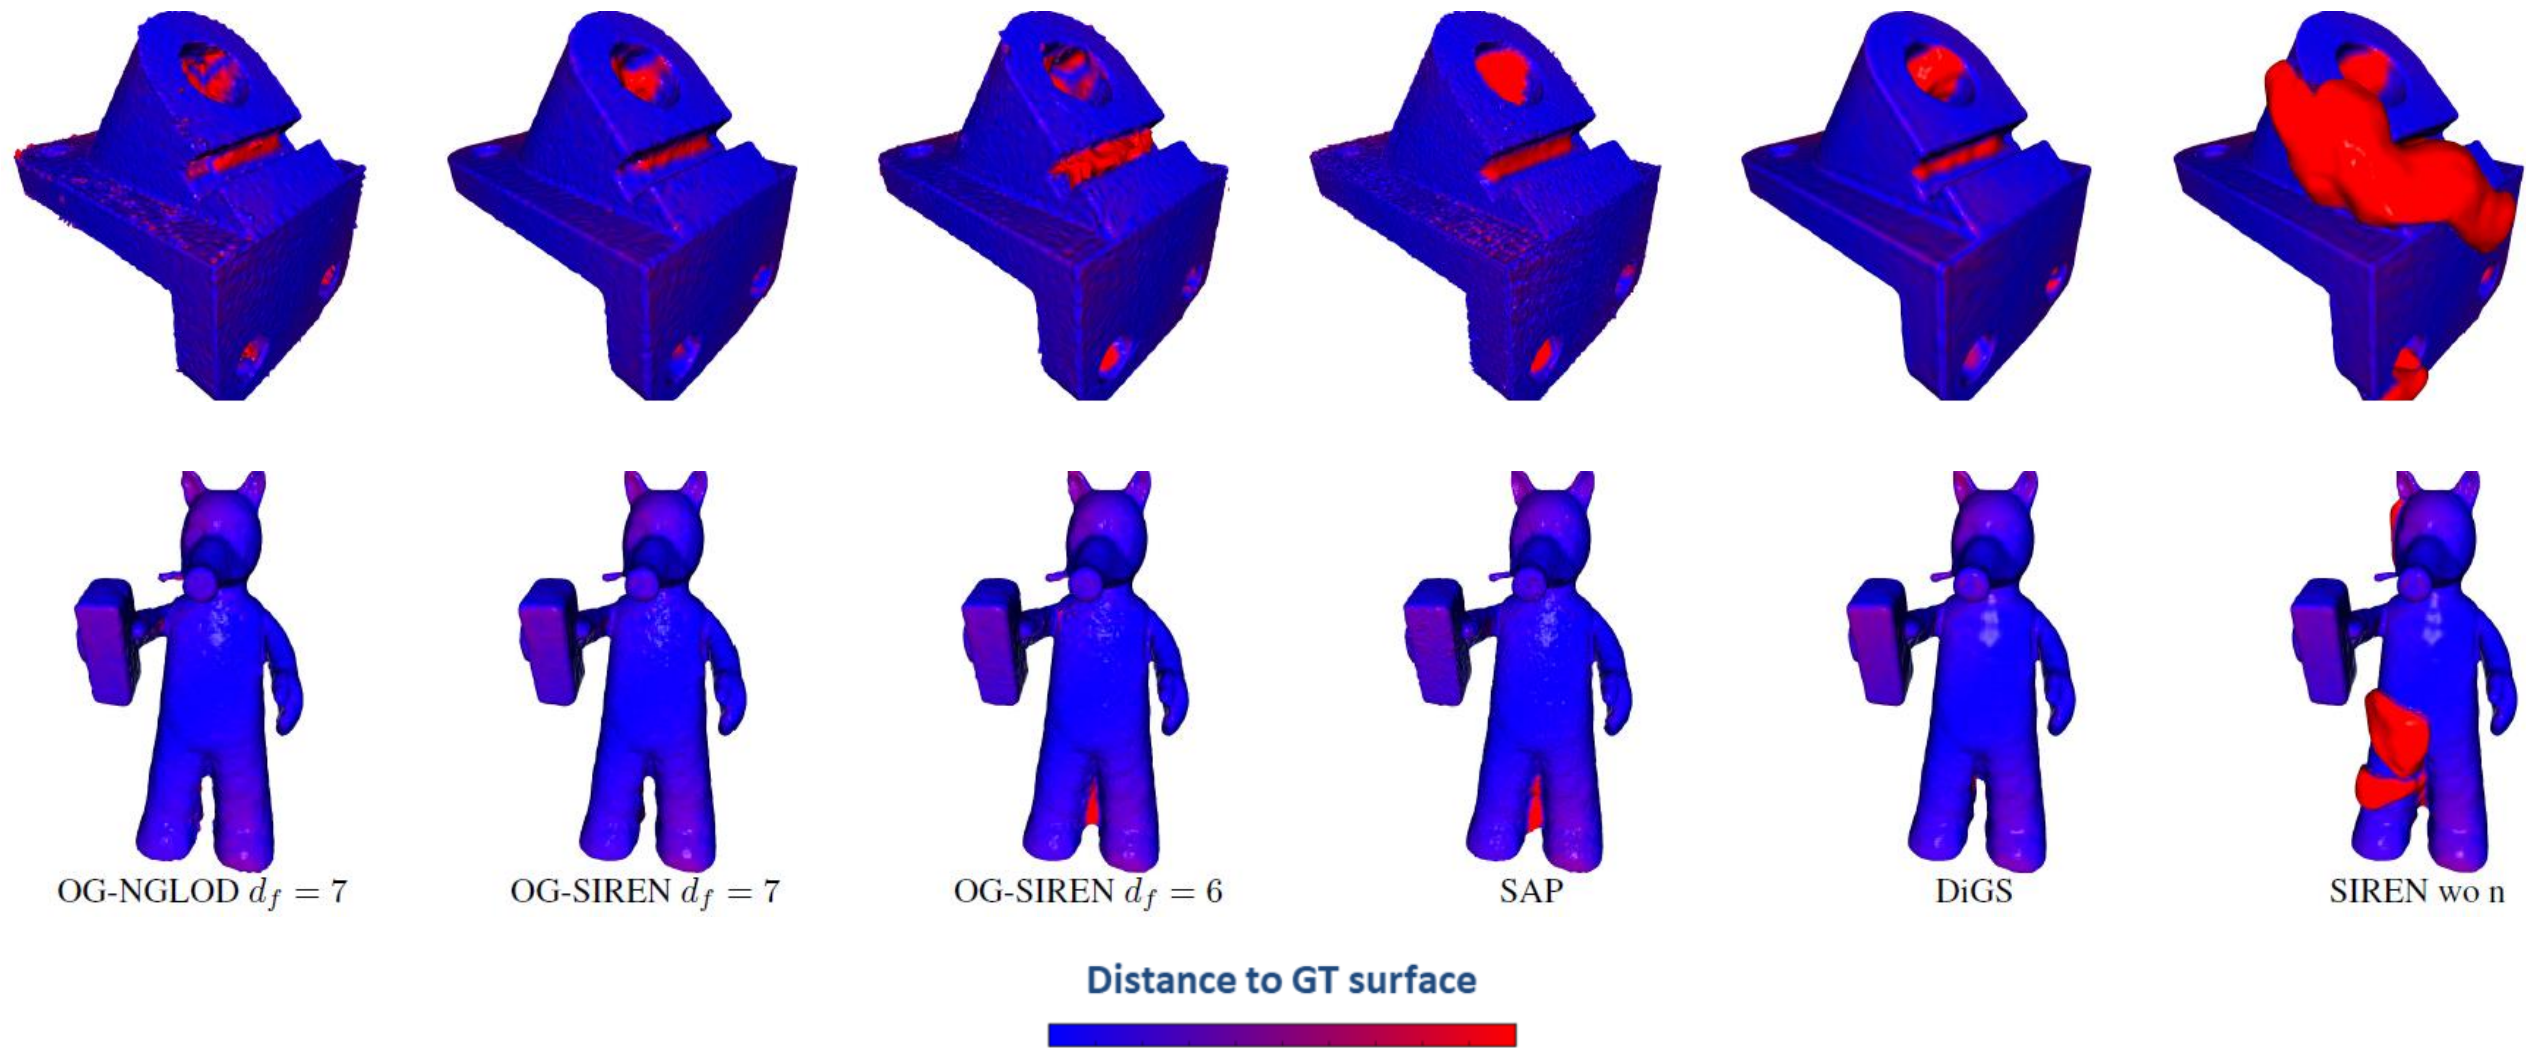 OG-NGLOD d_f = 7
OG-SIREN d_f = 7
OG-SIREN d_f = 6
SAP
DiGS
SIREN wo n
Distance to GT surface